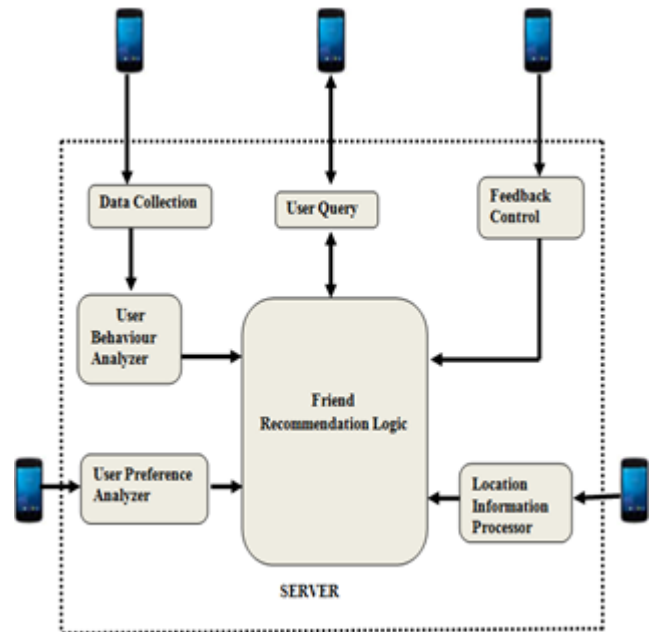 Data Collection
User Query
Feedback
Control
User
Behaviour
Analyzer
Friend
Recommendation Logic
User Preference
Analyzer
Location
Information
Processor
SERVER